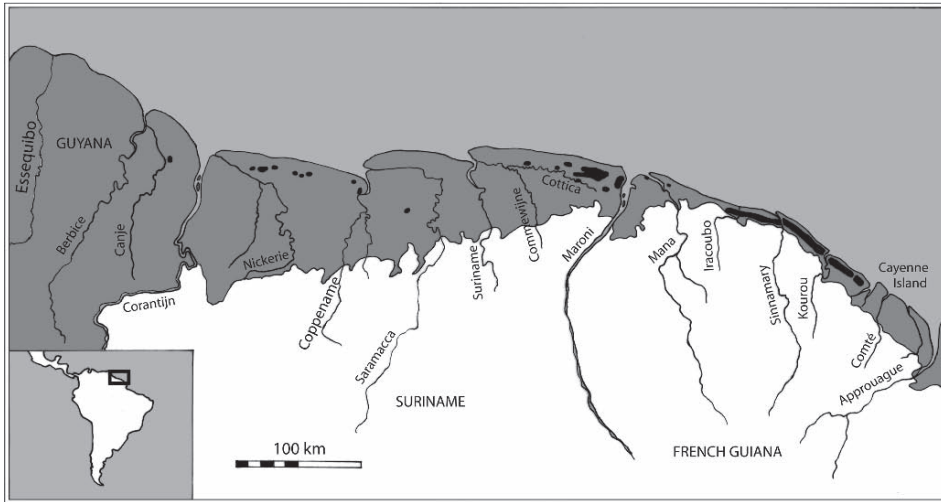 Essequibo
GUYANA
Berbice
Canje
Corantijn
Nickerie
Coppename
Saramacca
Suriname
Commewijne
Cottica
Maroni
Mana
Iracoubo
Sinnamary
Kourou
Cayenne
Island
Comté
Approuague
SURINAME
FRENCH GUIANA
100 km